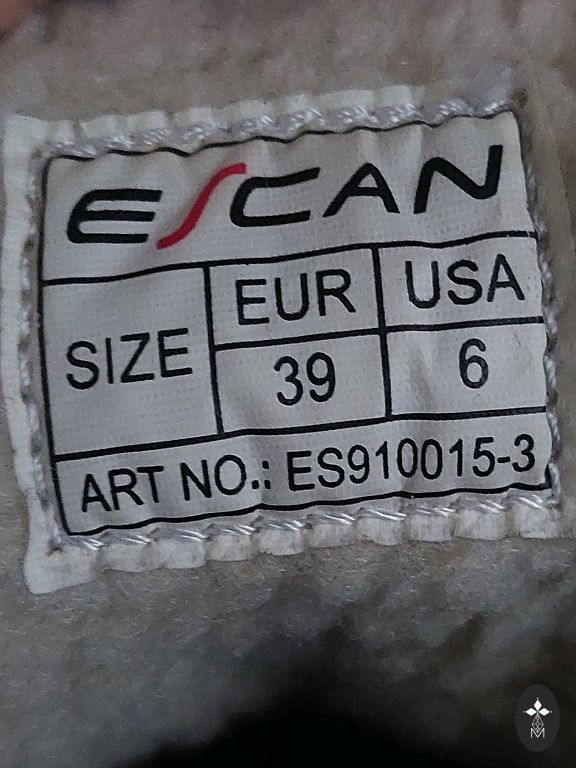 ESCAN
SIZE
EUR USA
39 6
ART NO.: ES910015-3
M